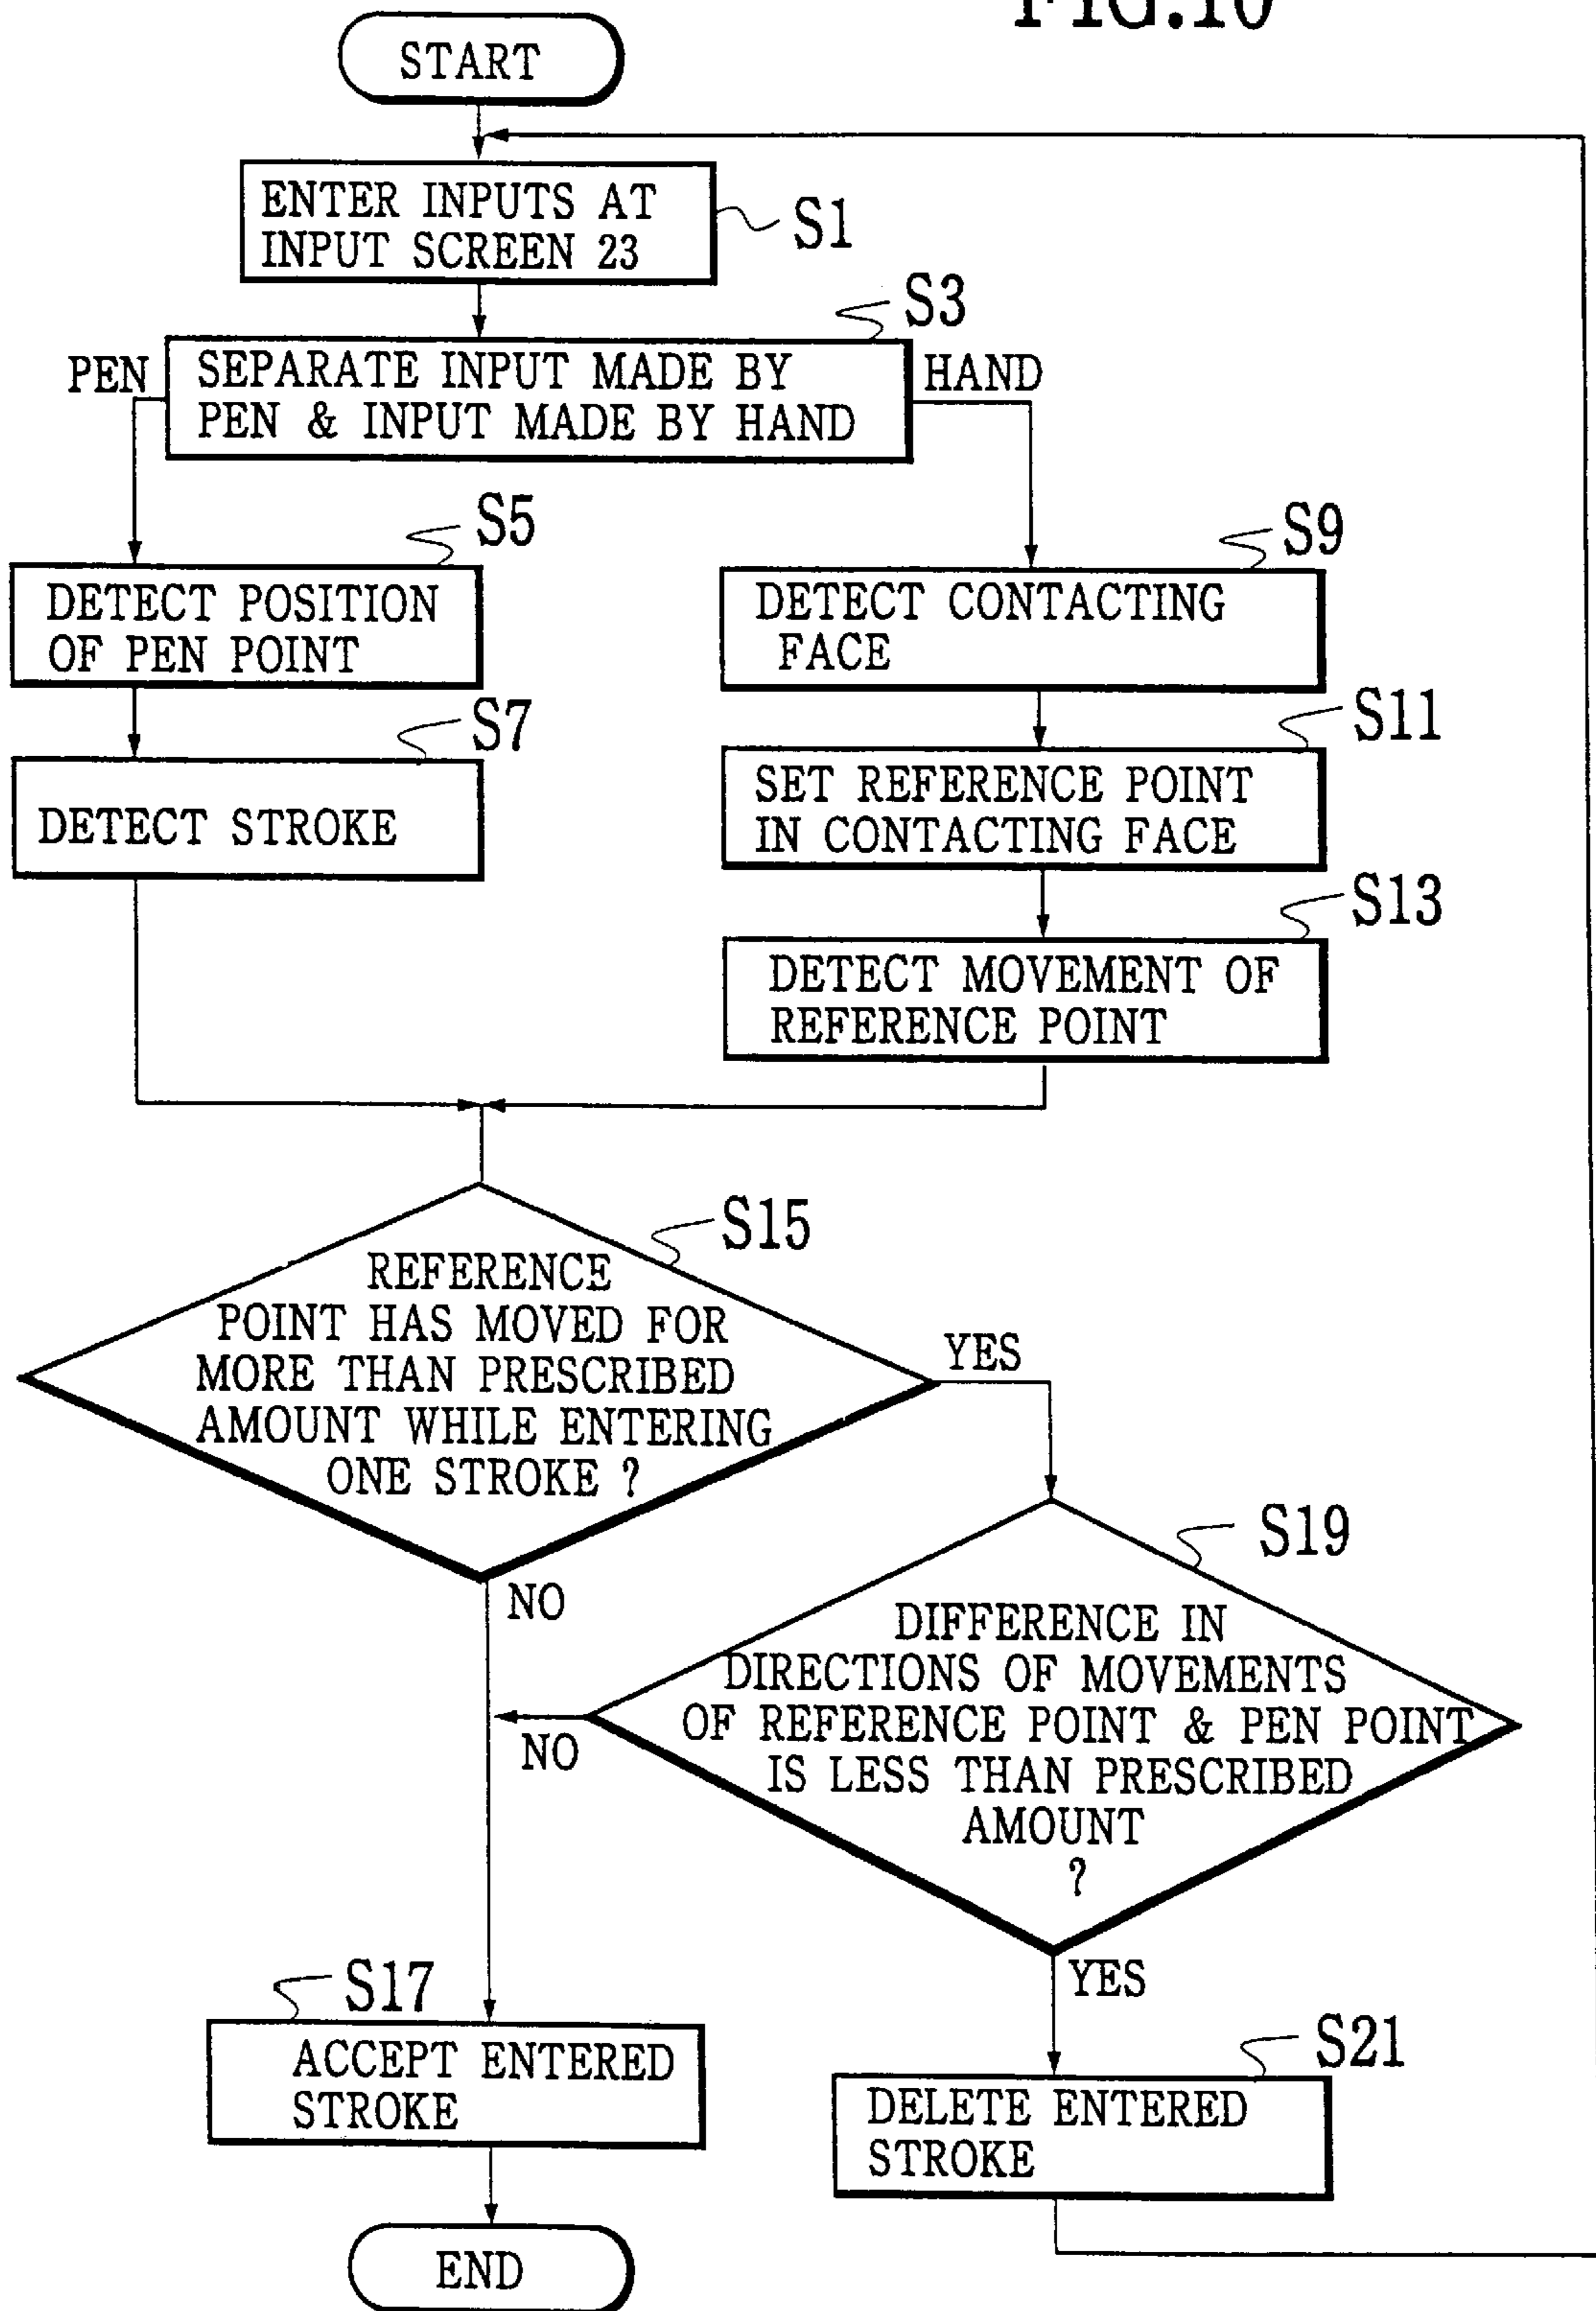 FIG.10
START
ENTER INPUTS AT
INPUT SCREEN 23
S1
S3
PEN
SEPARATE INPUT MADE BY
PEN & INPUT MADE BY HAND
HAND
S5
DETECT POSITION
OF PEN POINT
S7
DETECT STROKE
S9
DETECT CONTACTING
FACE
S11
SET REFERENCE POINT
IN CONTACTING FACE
S13
DETECT MOVEMENT OF
REFERENCE POINT
S15
REFERENCE
POINT HAS MOVED FOR
MORE THAN PRESCRIBED
AMOUNT WHILE ENTERING
ONE STROKE ?
YES
NO
S19
DIFFERENCE IN
DIRECTIONS OF MOVEMENTS
OF REFERENCE POINT & PEN POINT
IS LESS THAN PRESCRIBED
AMOUNT
?
NO
YES
S17
ACCEPT ENTERED
STROKE
S21
DELETE ENTERED
STROKE
END